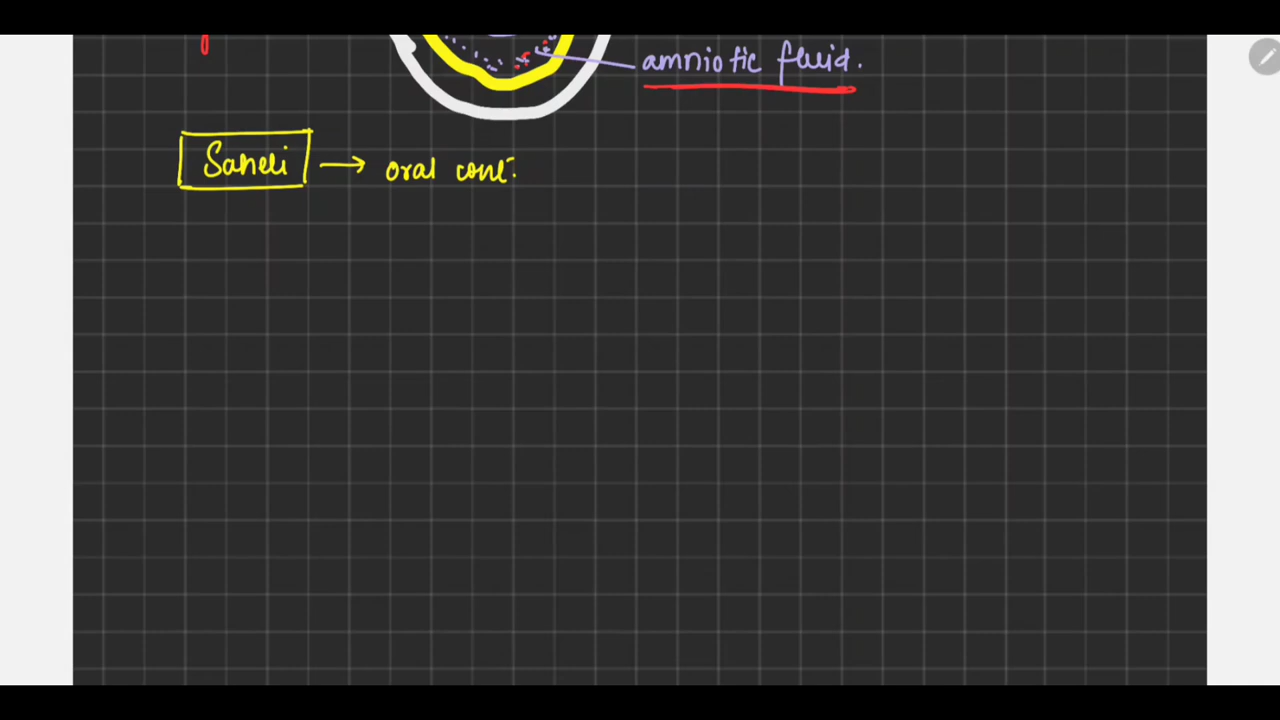 amniotic fluid.
Saheli → oral cont